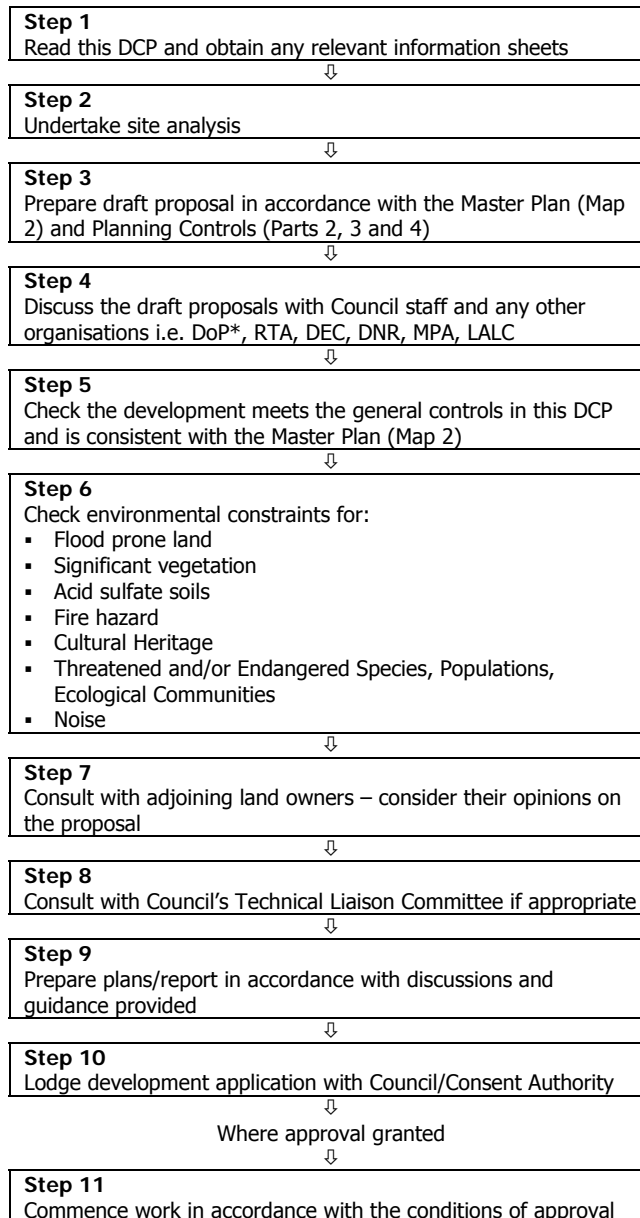 Step 1
Read this DCP and obtain any relevant information sheets
⇩
Step 2
Undertake site analysis
⇩
Step 3
Prepare draft proposal in accordance with the Master Plan (Map
2) and Planning Controls (Parts 2, 3 and 4)
⇩
Step 4
Discuss the draft proposals with Council staff and any other
organisations i.e. DoP*, RTA, DEC, DNR, MPA, LALC
⇩
Step 5
Check the development meets the general controls in this DCP
and is consistent with the Master Plan (Map 2)
⇩
Step 6
Check environmental constraints for:
▪ Flood prone land
▪ Significant vegetation
▪ Acid sulfate soils
▪ Fire hazard
▪ Cultural Heritage
▪ Threatened and/or Endangered Species, Populations,
Ecological Communities
▪ Noise
⇩
Step 7
Consult with adjoining land owners – consider their opinions on
the proposal
⇩
Step 8
Consult with Council’s Technical Liaison Committee if appropriate
⇩
Step 9
Prepare plans/report in accordance with discussions and
guidance provided
⇩
Step 10
Lodge development application with Council/Consent Authority
⇩
Where approval granted
⇩
Step 11
Commence work in accordance with the conditions of approval